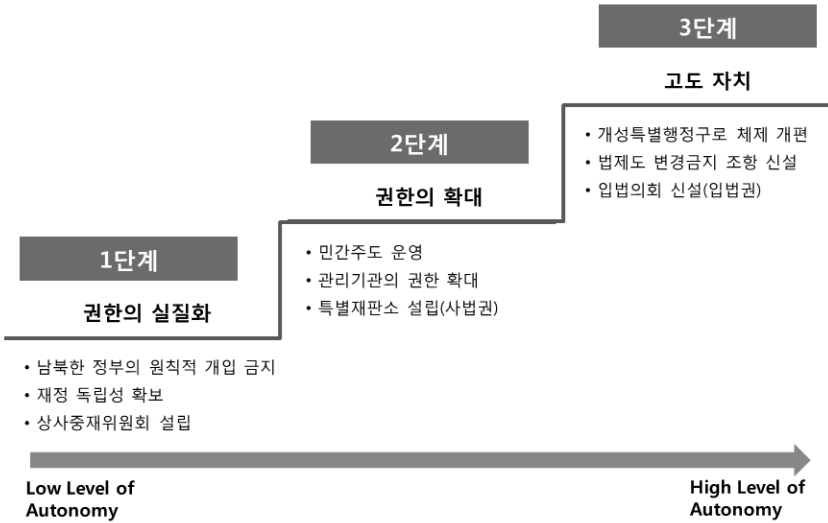 3단계
고도 자치
• 개성특별행정구로 체제 개편
• 법제도 변경금지 조항 신설
• 입법의회 신설(입법권)
2단계
권한의 확대
• 민간주도 운영
• 관리기관의 권한 확대
• 특별재판소 설립(사법권)
1단계
권한의 실질화
• 남북한 정부의 원칙적 개입 금지
• 재정 독립성 확보
• 상사중재위원회 설립
Low Level of
Autonomy
High Level of
Autonomy